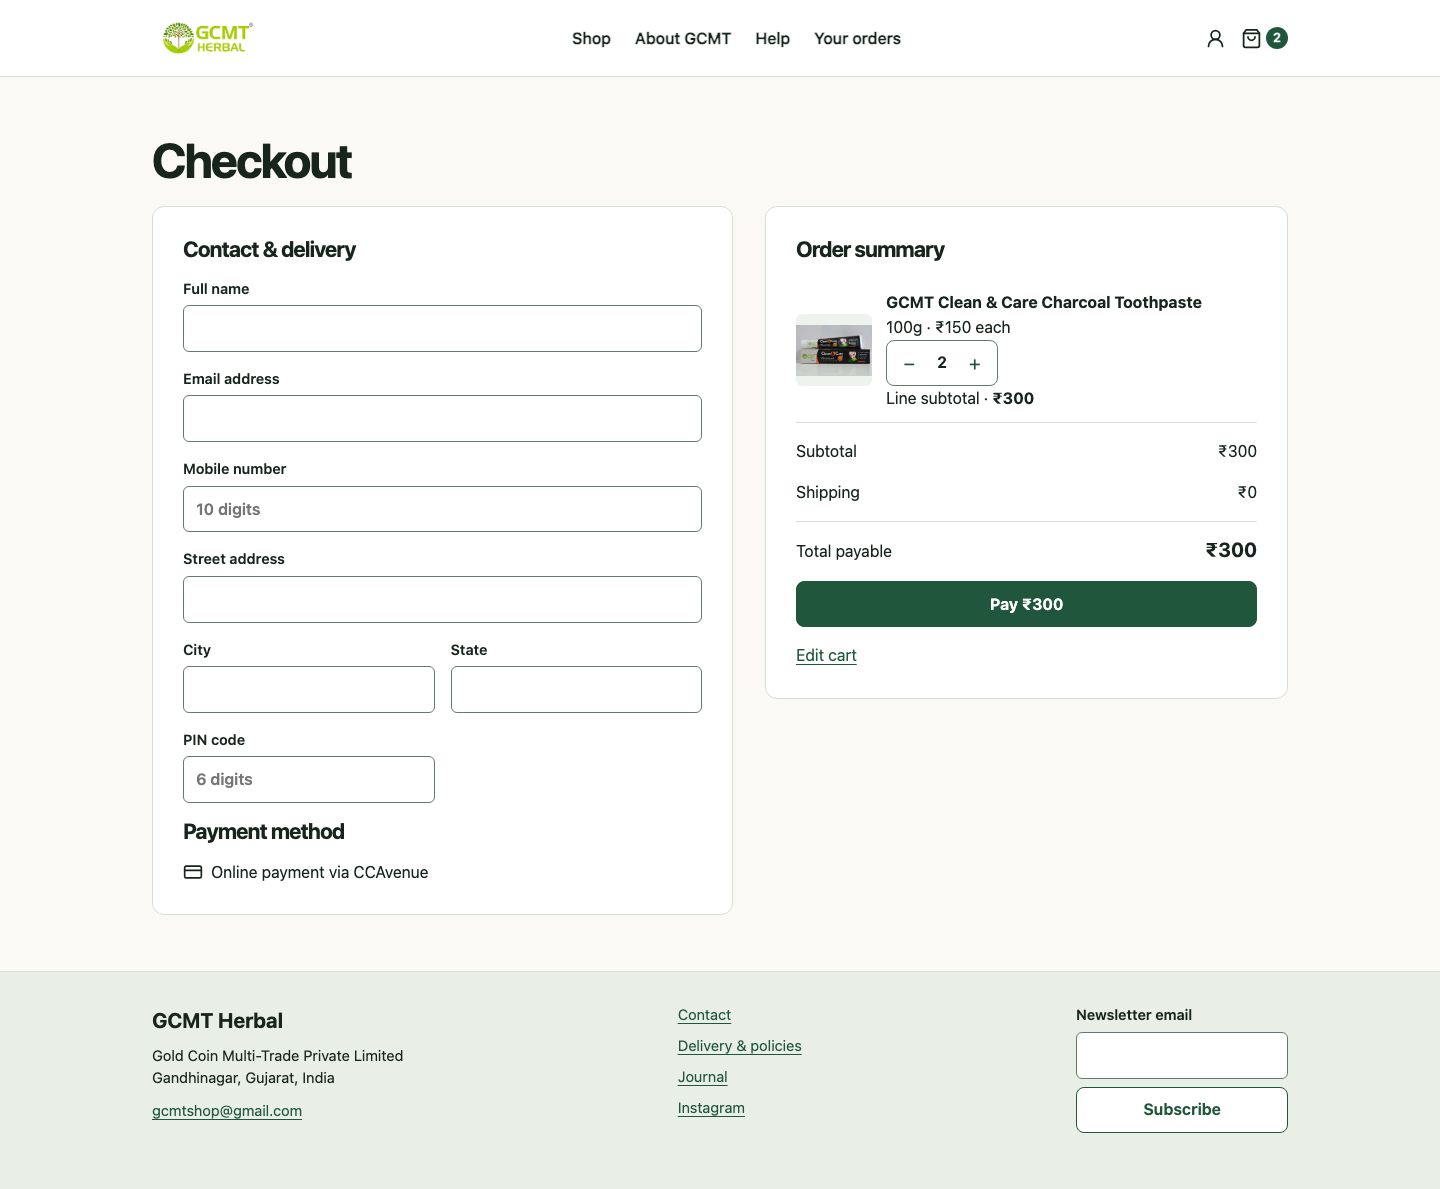 GCMT
HERBAL
Shop
About GCMT
Help
Your orders
2
Checkout
Contact & delivery
Full name
Email address
Mobile number
10 digits
Street address
City
State
PIN code
6 digits
Payment method
Online payment via CCAvenue
Order summary
GCMT Clean & Care Charcoal Toothpaste
100g · ₹150 each
− 2 +
Line subtotal · ₹300
Subtotal ₹300
Shipping ₹0
Total payable ₹300
Pay ₹300
Edit cart
GCMT Herbal
Gold Coin Multi-Trade Private Limited
Gandhinagar, Gujarat, India
gcmtshop@gmail.com
Contact
Delivery & policies
Journal
Instagram
Newsletter email
Subscribe